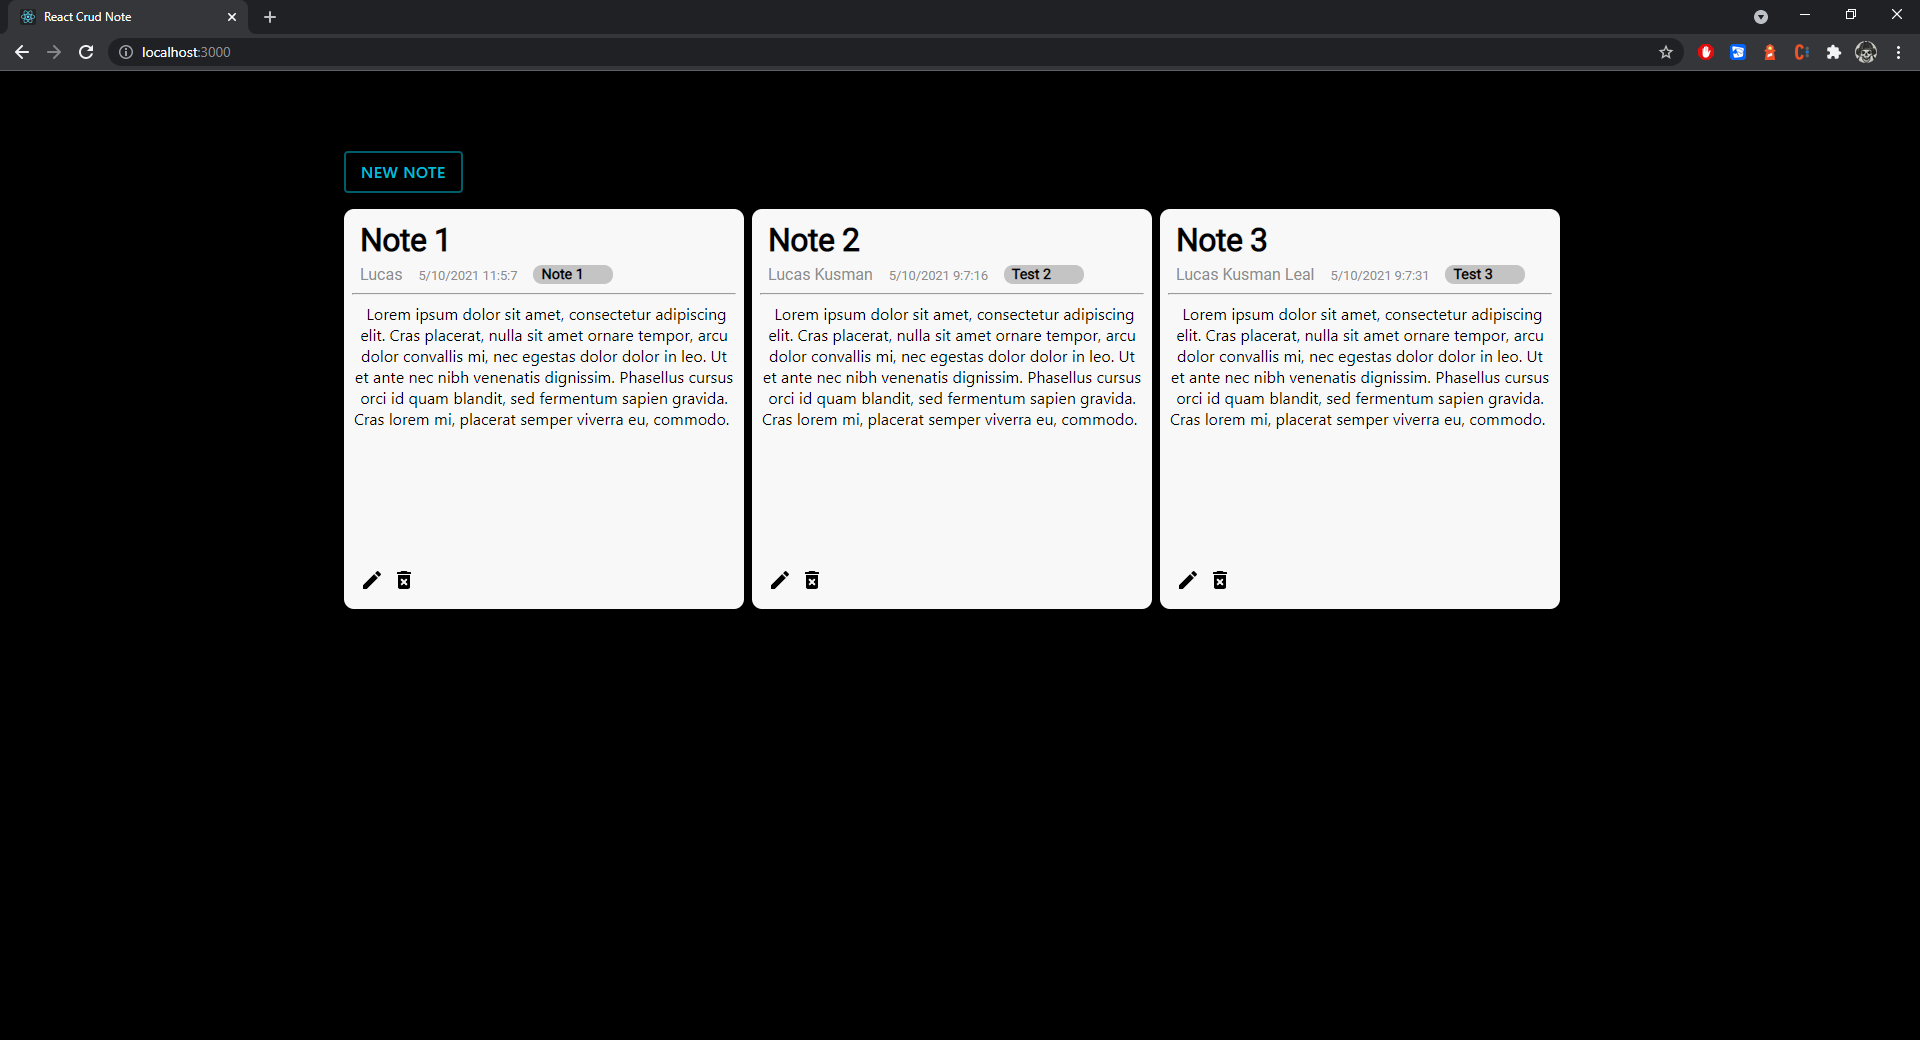 React Crud Note
localhost:3000
NEW NOTE
Note 1
Lucas 5/10/2021 11:5:7 Note 1
Lorem ipsum dolor sit amet, consectetur adipiscing
elit. Cras placerat, nulla sit amet ornare tempor, arcu
dolor convallis mi, nec egestas dolor dolor in leo. Ut
et ante nec nibh venenatis dignissim. Phasellus cursus
orci id quam blandit, sed fermentum sapien gravida.
Cras lorem mi, placerat semper viverra eu, commodo.
Note 2
Lucas Kusman 5/10/2021 9:7:16 Test 2
Lorem ipsum dolor sit amet, consectetur adipiscing
elit. Cras placerat, nulla sit amet ornare tempor, arcu
dolor convallis mi, nec egestas dolor dolor in leo. Ut
et ante nec nibh venenatis dignissim. Phasellus cursus
orci id quam blandit, sed fermentum sapien gravida.
Cras lorem mi, placerat semper viverra eu, commodo.
Note 3
Lucas Kusman Leal 5/10/2021 9:7:31 Test 3
Lorem ipsum dolor sit amet, consectetur adipiscing
elit. Cras placerat, nulla sit amet ornare tempor, arcu
dolor convallis mi, nec egestas dolor dolor in leo. Ut
et ante nec nibh venenatis dignissim. Phasellus cursus
orci id quam blandit, sed fermentum sapien gravida.
Cras lorem mi, placerat semper viverra eu, commodo.